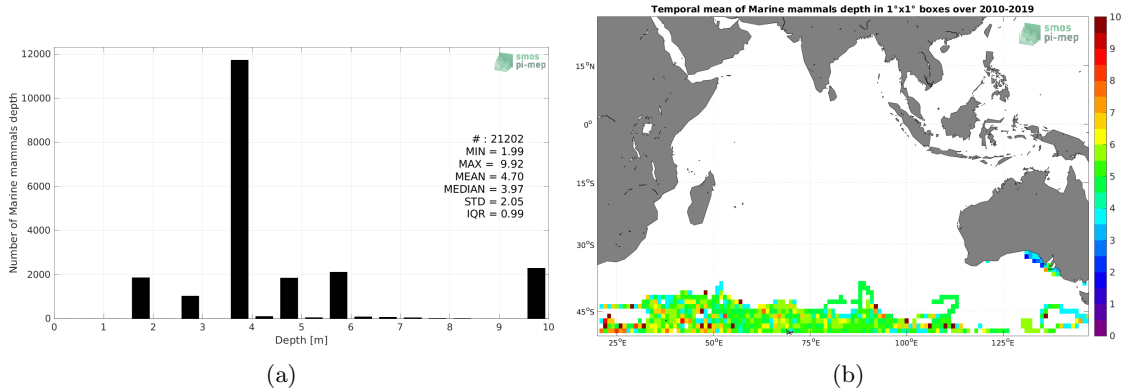 12000
10000
8000
6000
4000
2000
0
Number of Marine mammals depth
smos
pi-mep
# : 21202
MIN = 1.99
MAX = 9.92
MEAN = 4.70
MEDIAN = 3.97
STD = 2.05
IQR = 0.99
0 1 2 3 4 5 6 7 8 9 10
Depth [m]
(a)
Temporal mean of Marine mammals depth in 1°x1° boxes over 2010-2019
smos
pi-mep
15°N
0°
15°S
30°S
45°S
25°E 50°E 75°E 100°E 125°E
10
9
8
7
6
5
4
3
2
1
0
(b)